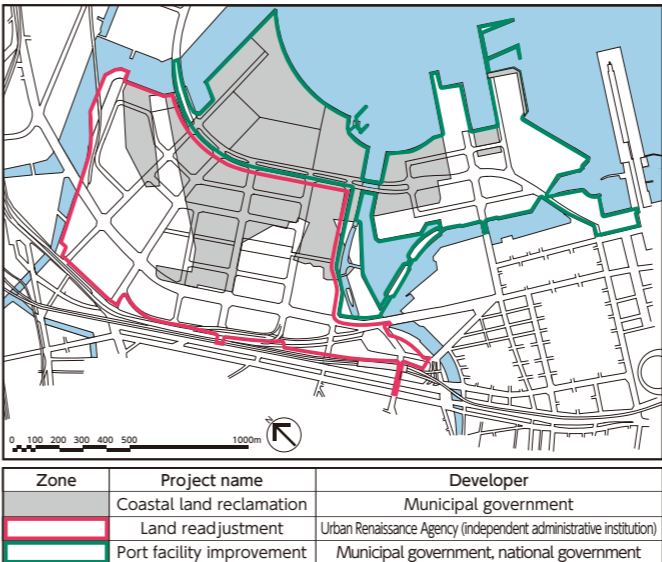 N
0 100 200 300 400 500 1000m
Zone Project name Developer
Coastal land reclamation Municipal government
Land readjustment Urban Renaissance Agency (independent administrative institution)
Port facility improvement Municipal government, national government